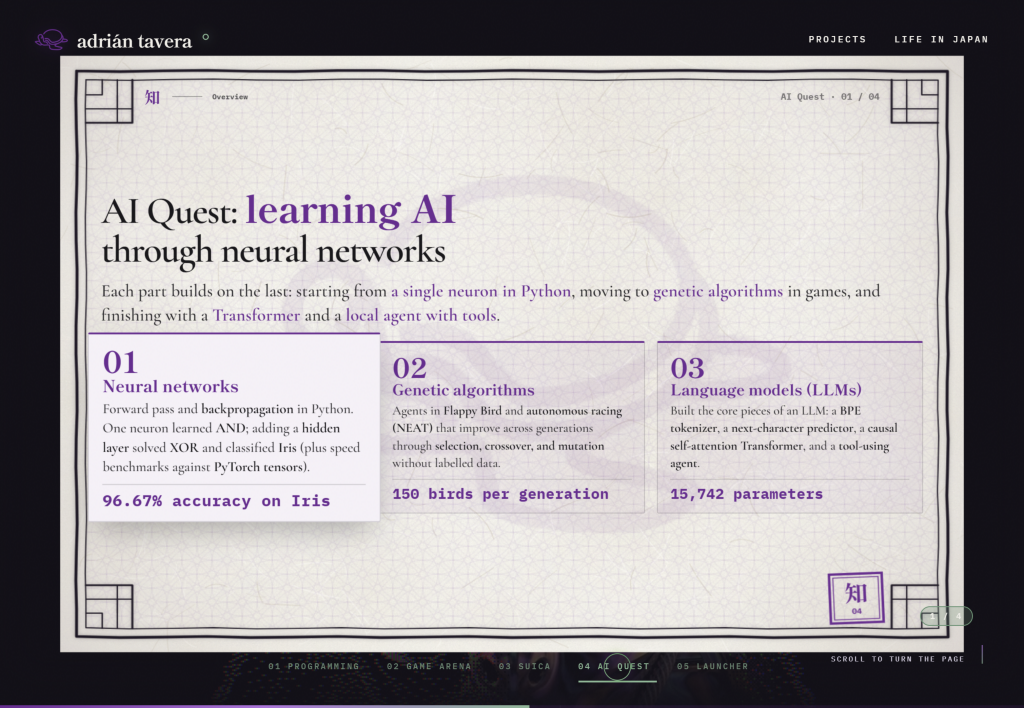 adrián tavera
PROJECTS LIFE IN JAPAN
知 Overview
AI Quest · 01 / 04
AI Quest: learning AI
through neural networks
Each part builds on the last: starting from a single neuron in Python, moving to genetic algorithms in games, and
finishing with a Transformer and a local agent with tools.
01
Neural networks
Forward pass and backpropagation in Python.
One neuron learned AND; adding a hidden
layer solved XOR and classified Iris (plus speed
benchmarks against PyTorch tensors).
96.67% accuracy on Iris
02
Genetic algorithms
Agents in Flappy Bird and autonomous racing
(NEAT) that improve across generations
through selection, crossover, and mutation
without labelled data.
150 birds per generation
03
Language models (LLMs)
Built the core pieces of an LLM: a BPE
tokenizer, a next-character predictor, a causal
self-attention Transformer, and a tool-using
agent.
15,742 parameters
知
04
SCROLL TO TURN THE PAGE
01 PROGRAMMING 02 GAME ARENA 03 SUICA 04 AI QUEST 05 LAUNCHER